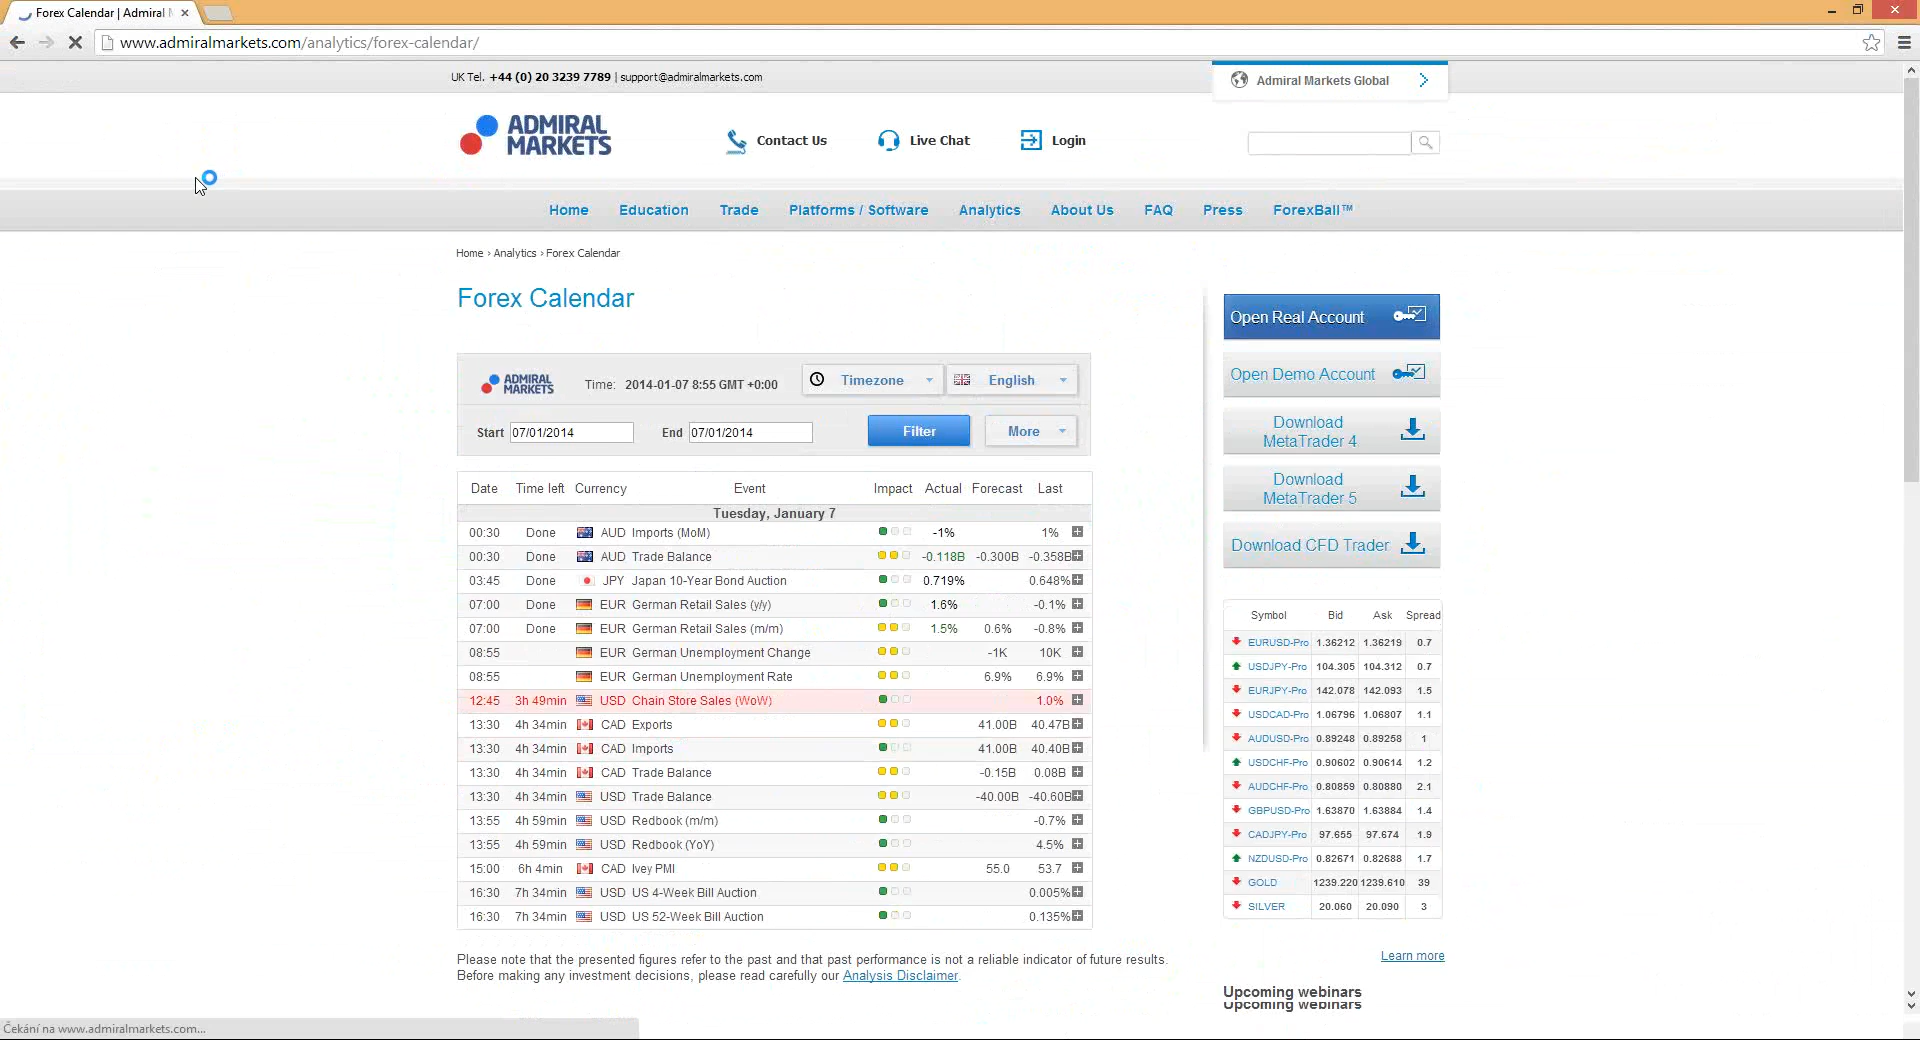 Forex Calendar | Admiral M
www.admiralmarkets.com/analytics/forex-calendar/
UK Tel. +44 (0) 20 3239 7789 | support@admiralmarkets.com
Admiral Markets Global
ADMIRAL MARKETS
Contact Us
Live Chat
Login
Home Education Trade Platforms / Software Analytics About Us FAQ Press ForexBall™
Home › Analytics › Forex Calendar
Forex Calendar
ADMIRAL MARKETS
Time: 2014-01-07 8:55 GMT +0:00
Timezone
English
Start 07/01/2014 End 07/01/2014 Filter More
Date Time left Currency Event Impact Actual Forecast Last
Tuesday, January 7
00:30 Done AUD Imports (MoM) -1% 1%
00:30 Done AUD Trade Balance -0.118B -0.300B -0.358B
03:45 Done JPY Japan 10-Year Bond Auction 0.719% 0.648%
07:00 Done EUR German Retail Sales (y/y) 1.6% -0.1%
07:00 Done EUR German Retail Sales (m/m) 1.5% 0.6% -0.8%
08:55 EUR German Unemployment Change -1K 10K
08:55 EUR German Unemployment Rate 6.9% 6.9%
12:45 3h 49min USD Chain Store Sales (WoW) 1.0%
13:30 4h 34min CAD Exports 41.00B 40.47B
13:30 4h 34min CAD Imports 41.00B 40.40B
13:30 4h 34min CAD Trade Balance -0.15B 0.08B
13:30 4h 34min USD Trade Balance -40.00B -40.60B
13:55 4h 59min USD Redbook (m/m) -0.7%
13:55 4h 59min USD Redbook (YoY) 4.5%
15:00 6h 4min CAD Ivey PMI 55.0 53.7
16:30 7h 34min USD US 4-Week Bill Auction 0.005%
16:30 7h 34min USD US 52-Week Bill Auction 0.135%
Please note that the presented figures refer to the past and that past performance is not a reliable indicator of future results.
Before making any investment decisions, please read carefully our Analysis Disclaimer.
Open Real Account
Open Demo Account
Download
MetaTrader 4
Download
MetaTrader 5
Download CFD Trader
Symbol Bid Ask Spread
EURUSD-Pro 1.36212 1.36219 0.7
USDJPY-Pro 104.305 104.312 0.7
EURJPY-Pro 142.078 142.093 1.5
USDCAD-Pro 1.06796 1.06807 1.1
AUDUSD-Pro 0.89248 0.89258 1
USDCHF-Pro 0.90602 0.90614 1.2
AUDCHF-Pro 0.80859 0.80880 2.1
GBPUSD-Pro 1.63870 1.63884 1.4
CADJPY-Pro 97.655 97.674 1.9
NZDUSD-Pro 0.82671 0.82688 1.7
GOLD 1239.220 1239.610 39
SILVER 20.060 20.090 3
Learn more
Upcoming webinars
Upcoming webinars
Čekání na www.admiralmarkets.com...